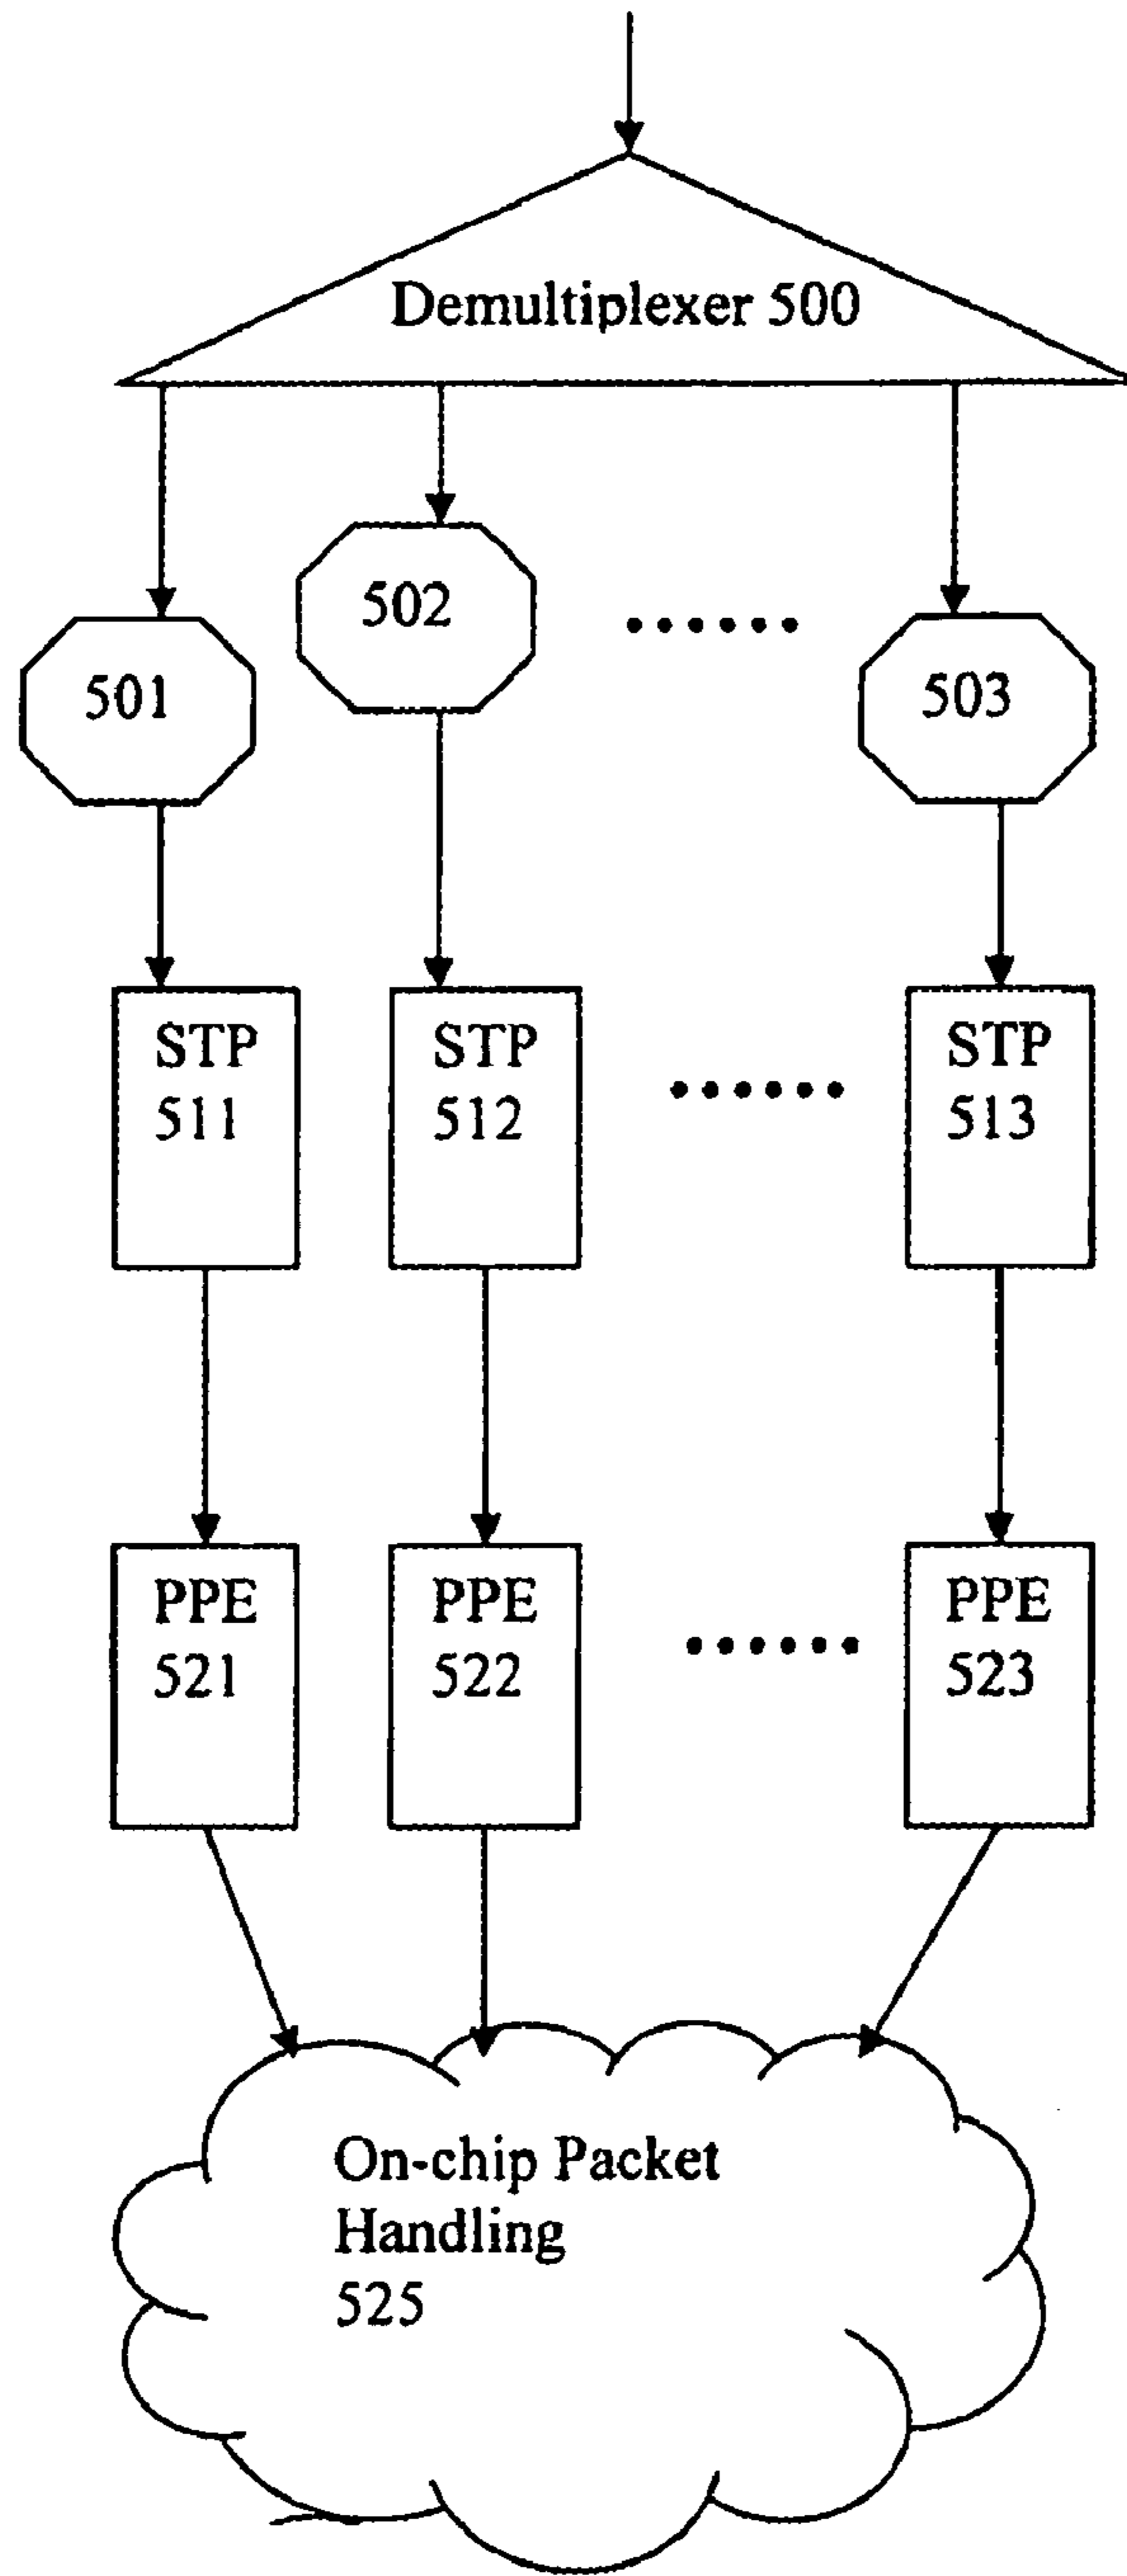 Demultiplexer 500
501
502
503
STP
511
STP
512
STP
513
PPE
521
PPE
522
PPE
523
On-chip Packet
Handling
525